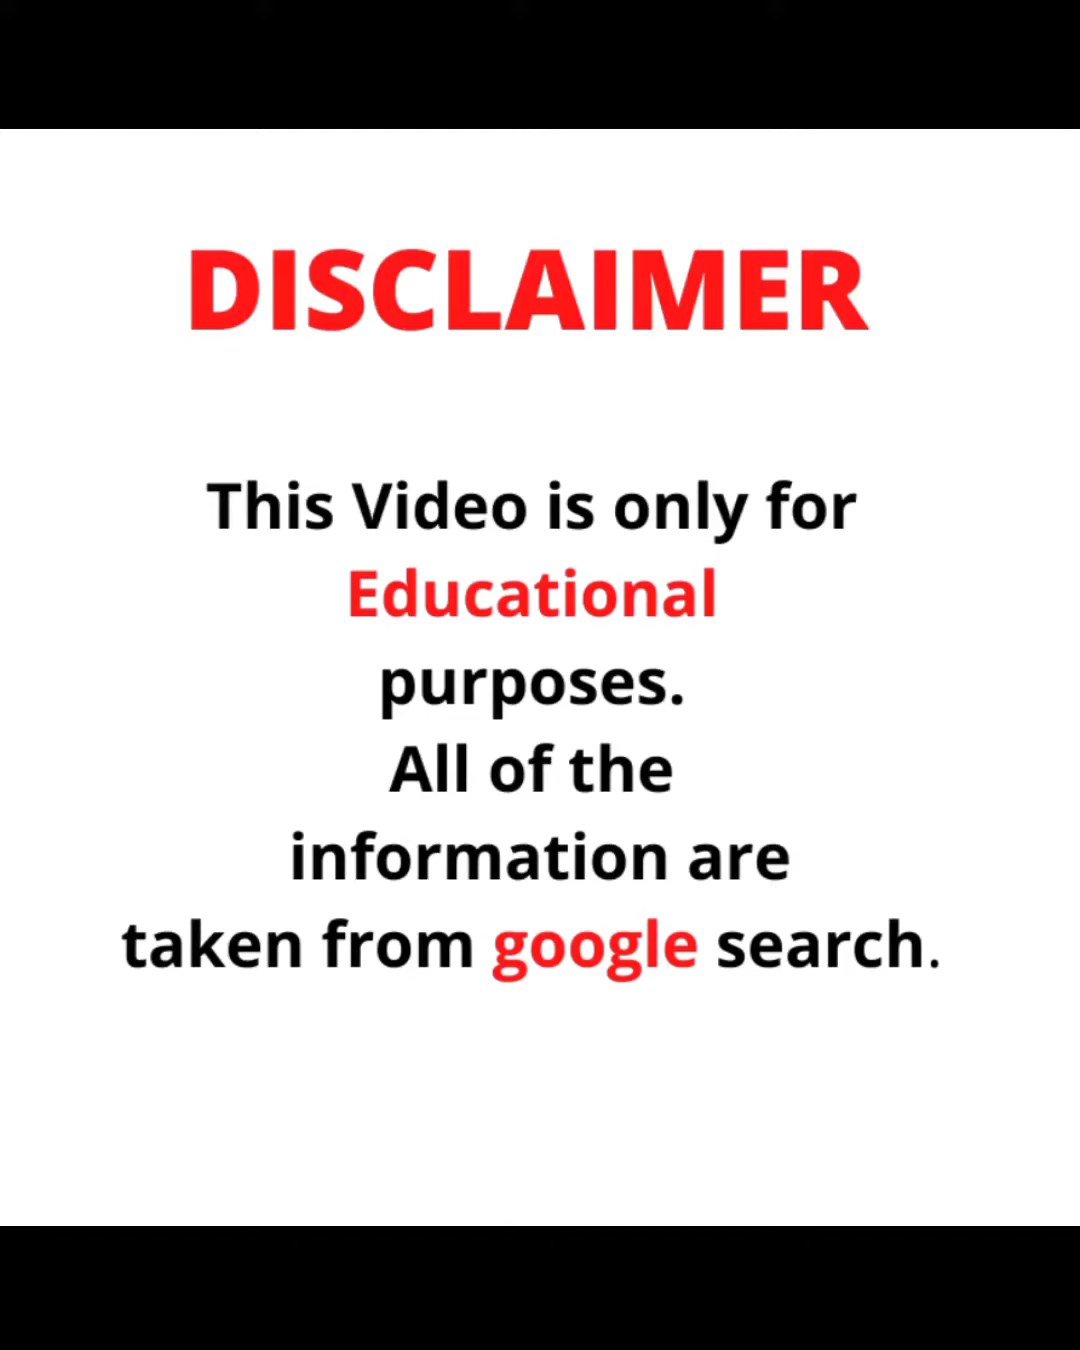 DISCLAIMER
This Video is only for
Educational
purposes.
All of the
information are
taken from google search.